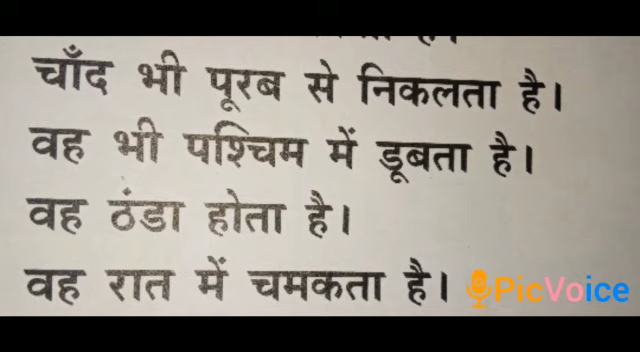 चाँद भी पूरब से निकलता है।
वह भी पश्चिम में डूबता है।
वह ठंडा होता है।
वह रात में चमकता है।
PicVoice